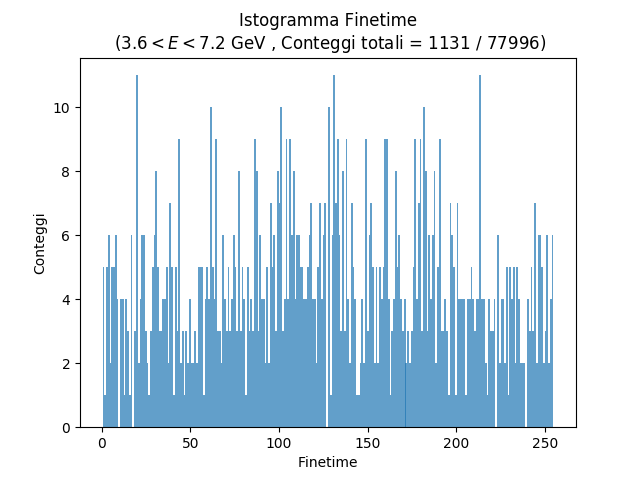 Istogramma Finetime
(3.6 < E < 7.2 GeV , Conteggi totali = 1131 / 77996)
10
8
6
4
2
0
Conteggi
0 50 100 150 200 250
Finetime